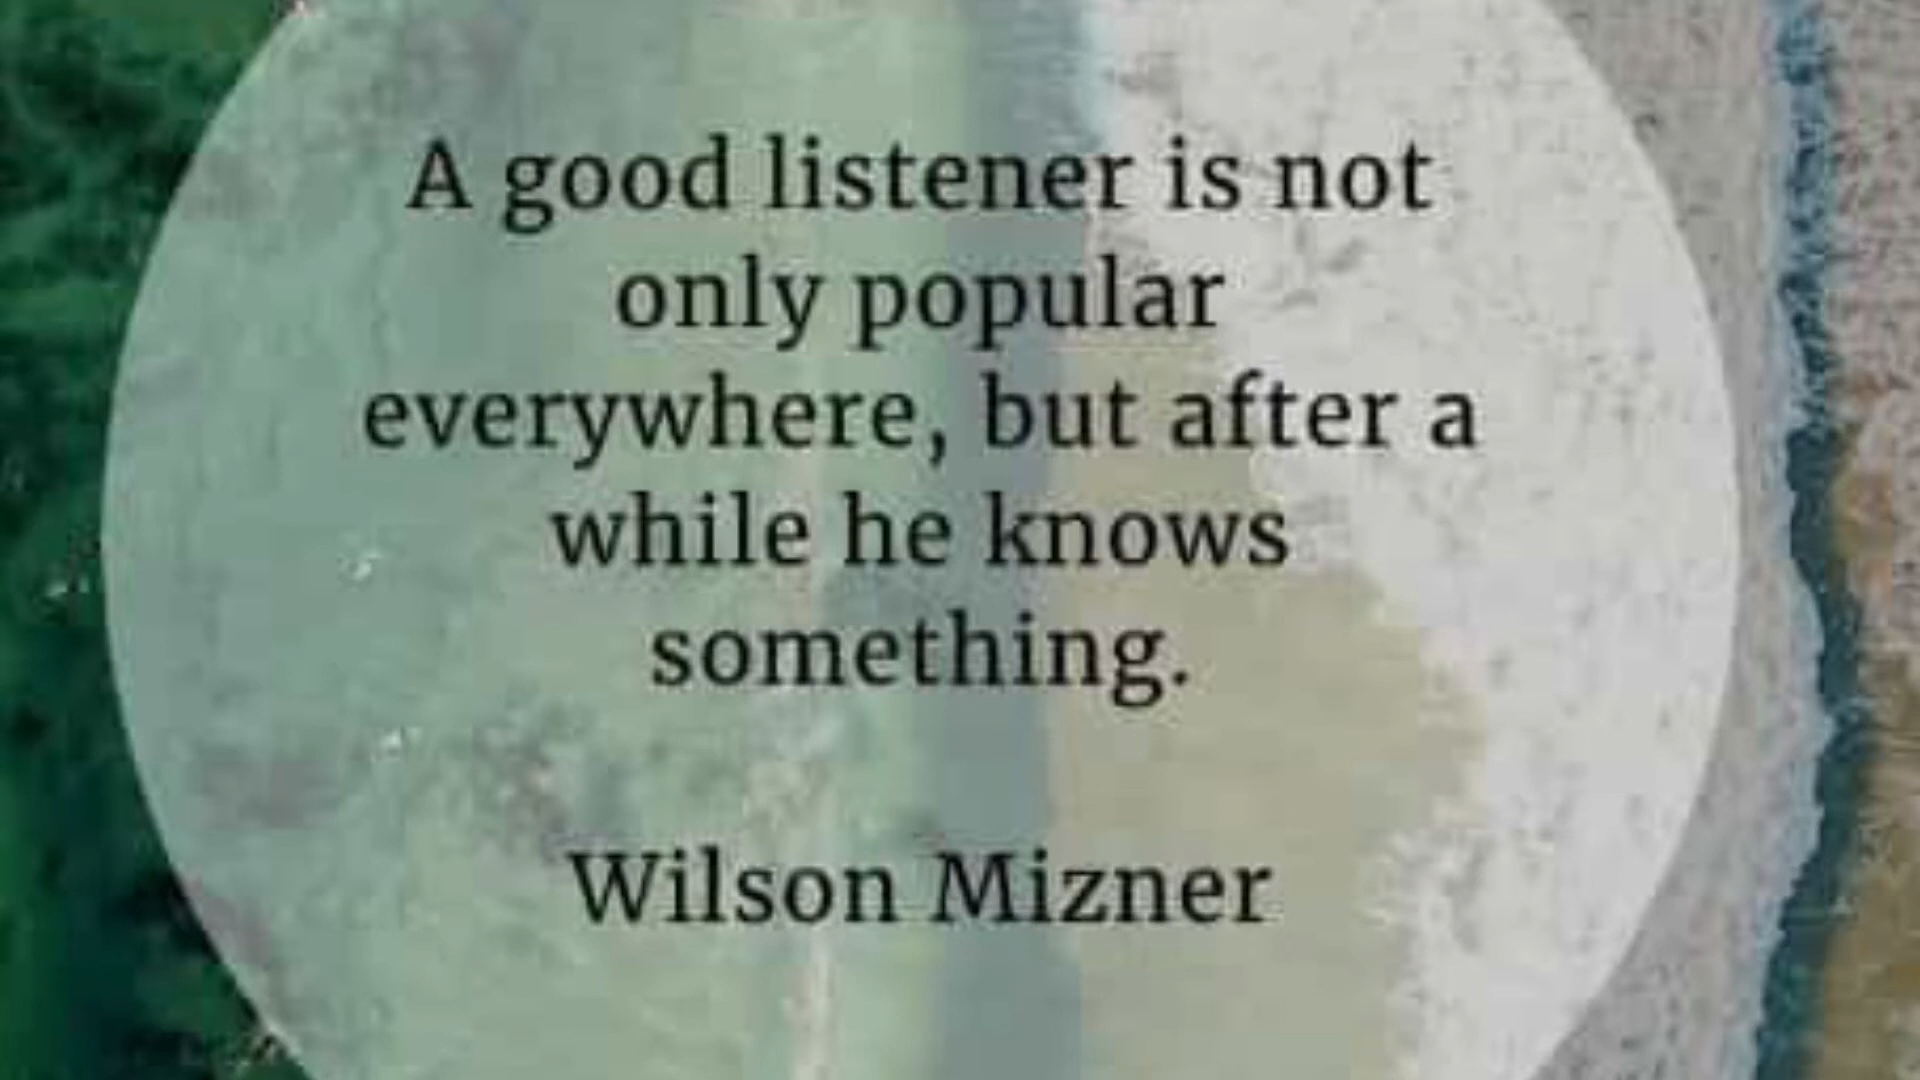 A good listener is not
only popular
everywhere, but after a
while he knows
something.
Wilson Mizner